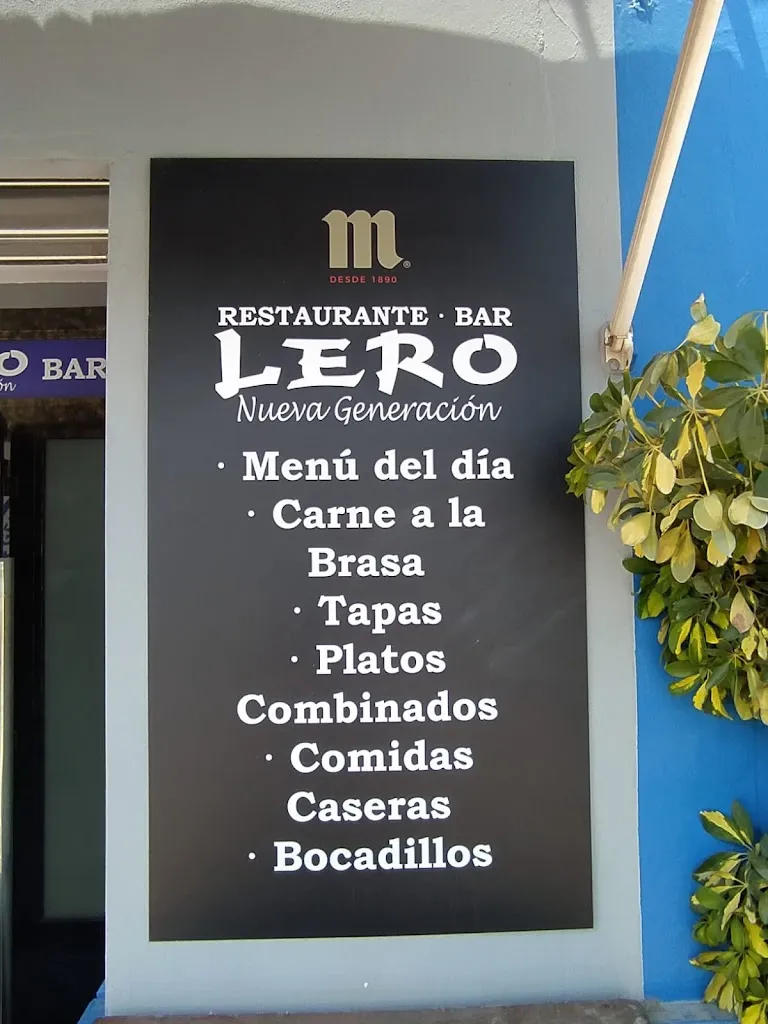 m®
DESDE 1890
RESTAURANTE · BAR
LERO
Nueva Generación
· Menú del día
· Carne a la
Brasa
· Tapas
· Platos
Combinados
· Comidas
Caseras
· Bocadillos
O BAR
ón